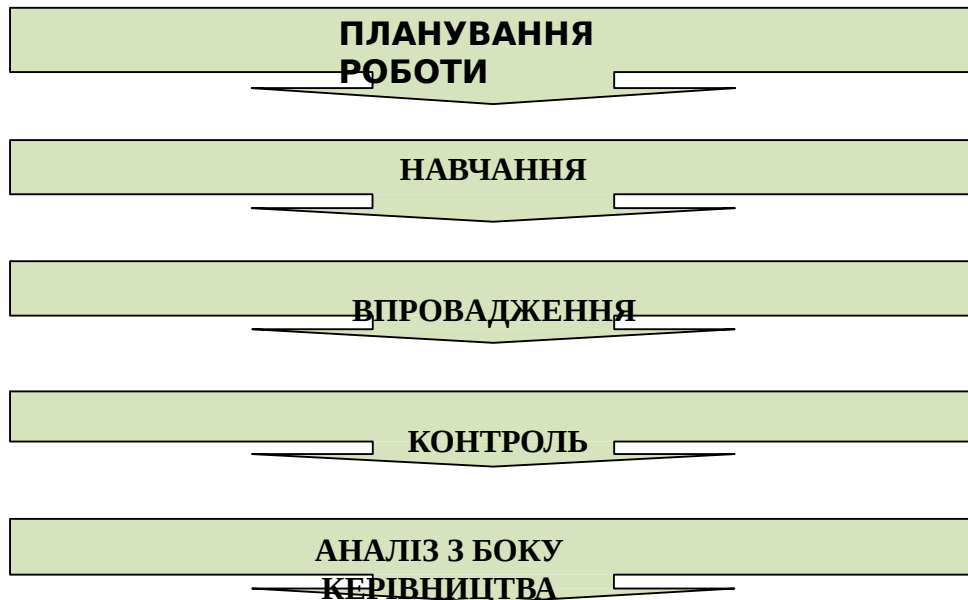 ПЛАНУВАННЯ
РОБОТИ
НАВЧАННЯ
ВПРОВАДЖЕННЯ
КОНТРОЛЬ
АНАЛІЗ З БОКУ
КЕРІВНИЦТВА